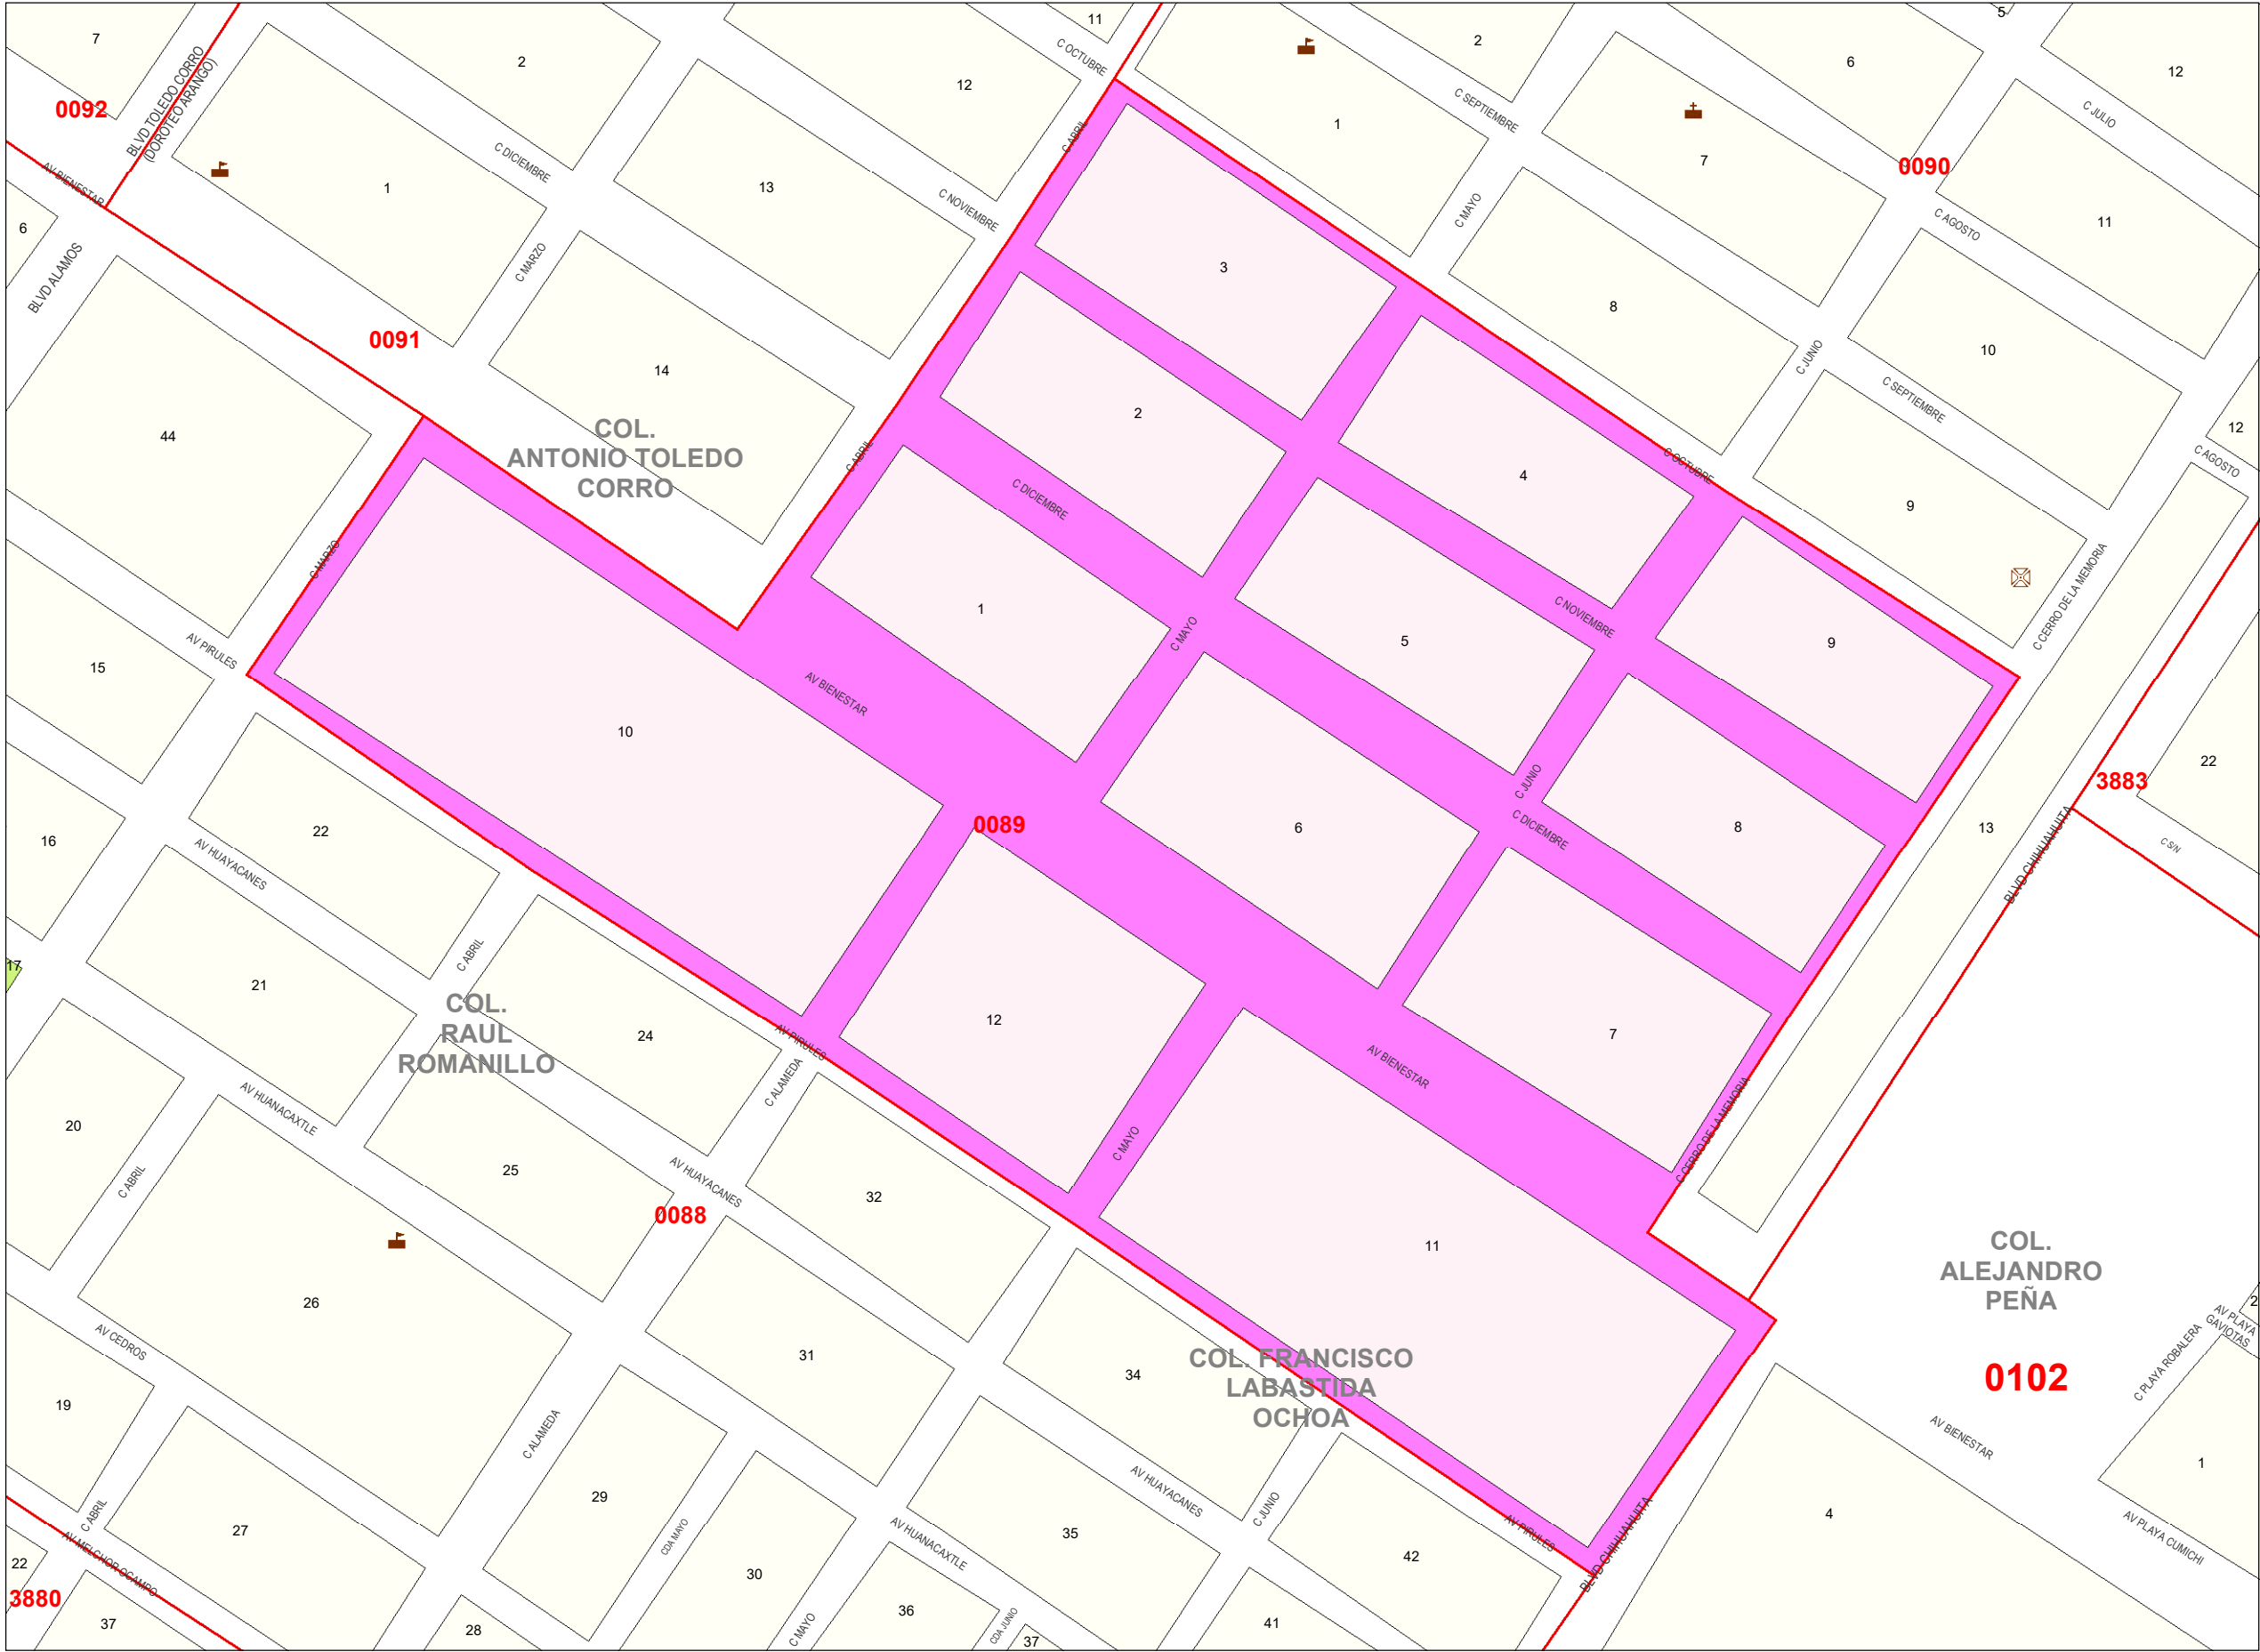 7
2
12
11
C OCTUBRE
2
6
5
12
0092
BLVD TOLEDO CORRO
(DOROTEO ARANGO)
AV BIENESTAR
1
C DICIEMBRE
13
C ABRIL
C NOVIEMBRE
1
C SEPTIEMBRE
C MAYO
7
0090
C JULIO
C AGOSTO
11
6
BLVD ALAMOS
C MARZO
0091
14
3
8
C JUNIO
10
C SEPTIEMBRE
12
C AGOSTO
44
COL.
ANTONIO TOLEDO
CORRO
C ABRIL
2
C DICIEMBRE
4
C OCTUBRE
9
C MARZO
C CERRO DE LA MEMORIA
15
AV PIRULES
1
C MAYO
5
C NOVIEMBRE
9
AV BIENESTAR
10
22
3883
C S/N
16
22
AV HUAYACANES
0089
6
C JUNIO
C DICIEMBRE
8
13
BLVD CHIHUAHUITA
17
21
C ABRIL
COL.
RAUL
ROMANILLO
24
AV PIRULES
C ALAMEDA
12
C MAYO
AV BIENESTAR
7
C CERRO DE LA MEMORIA
20
C ABRIL
AV HUANACAXTLE
25
AV HUAYACANES
0088
32
11
COL.
ALEJANDRO
PEÑA
26
AV CEDROS
31
34
COL. FRANCISCO
LABASTIDA
OCHOA
0102
C PLAYA ROBALERA
AV PLAYA
GAVIOTAS
2
19
C ABRIL
27
C ALAMEDA
29
CDA MAYO
30
C MAYO
AV HUANACAXTLE
35
AV HUAYACANES
C JUNIO
42
AV PIRULES
BLVD CHIHUAHUITA
4
AV BIENESTAR
1
AV PLAYA CUMICHI
22
AV MELCHOR OCAMPO
3880
37
28
36
CDA JUNIO
37
41